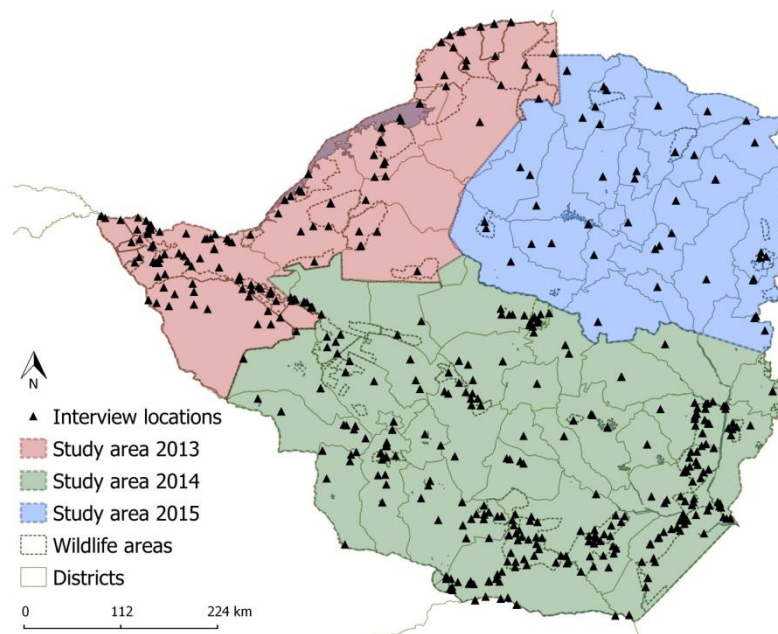 N
Interview locations
Study area 2013
Study area 2014
Study area 2015
Wildlife areas
Districts
0 112 224 km